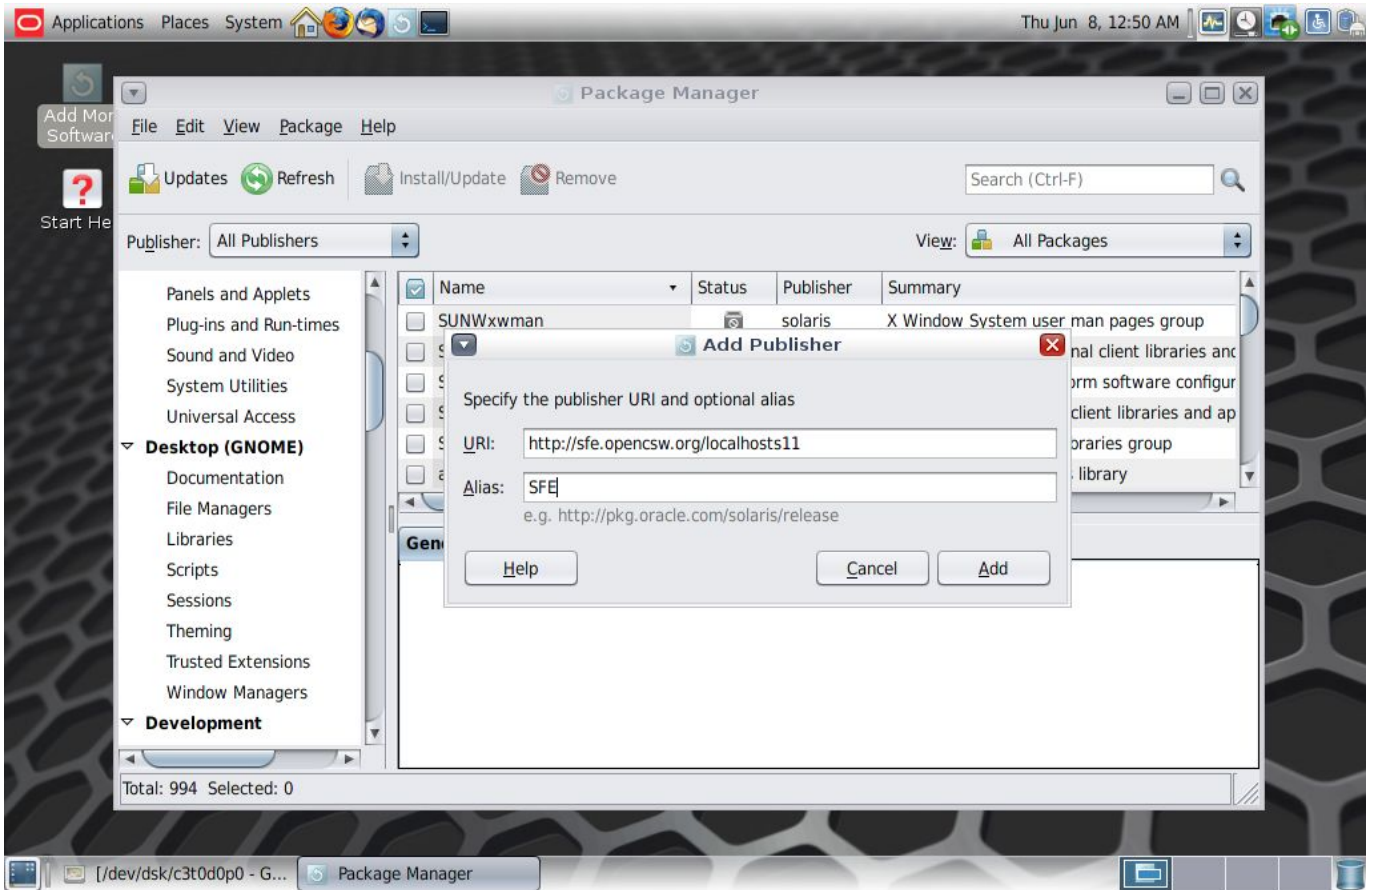 Applications Places System Thu Jun 8, 12:50 AM
Add Mor
Softwar
Start He
Package Manager
File Edit View Package Help
Updates Refresh Install/Update Remove Search (Ctrl-F)
Publisher: All Publishers View: All Packages
Name Status Publisher Summary
Panels and Applets
Plug-ins and Run-times
Sound and Video
System Utilities
Universal Access
Desktop (GNOME)
Documentation
File Managers
Libraries
Scripts
Sessions
Theming
Trusted Extensions
Window Managers
Development
SUNWxwman solaris X Window System user man pages group
nal client libraries and
orm software configur
client libraries and ap
braries group
library
Gen
Add Publisher
Specify the publisher URI and optional alias
URI: http://sfe.opencsw.org/localhosts11
Alias: SFE
e.g. http://pkg.oracle.com/solaris/release
Help Cancel Add
Total: 994 Selected: 0
[/dev/dsk/c3t0d0p0 - G... Package Manager